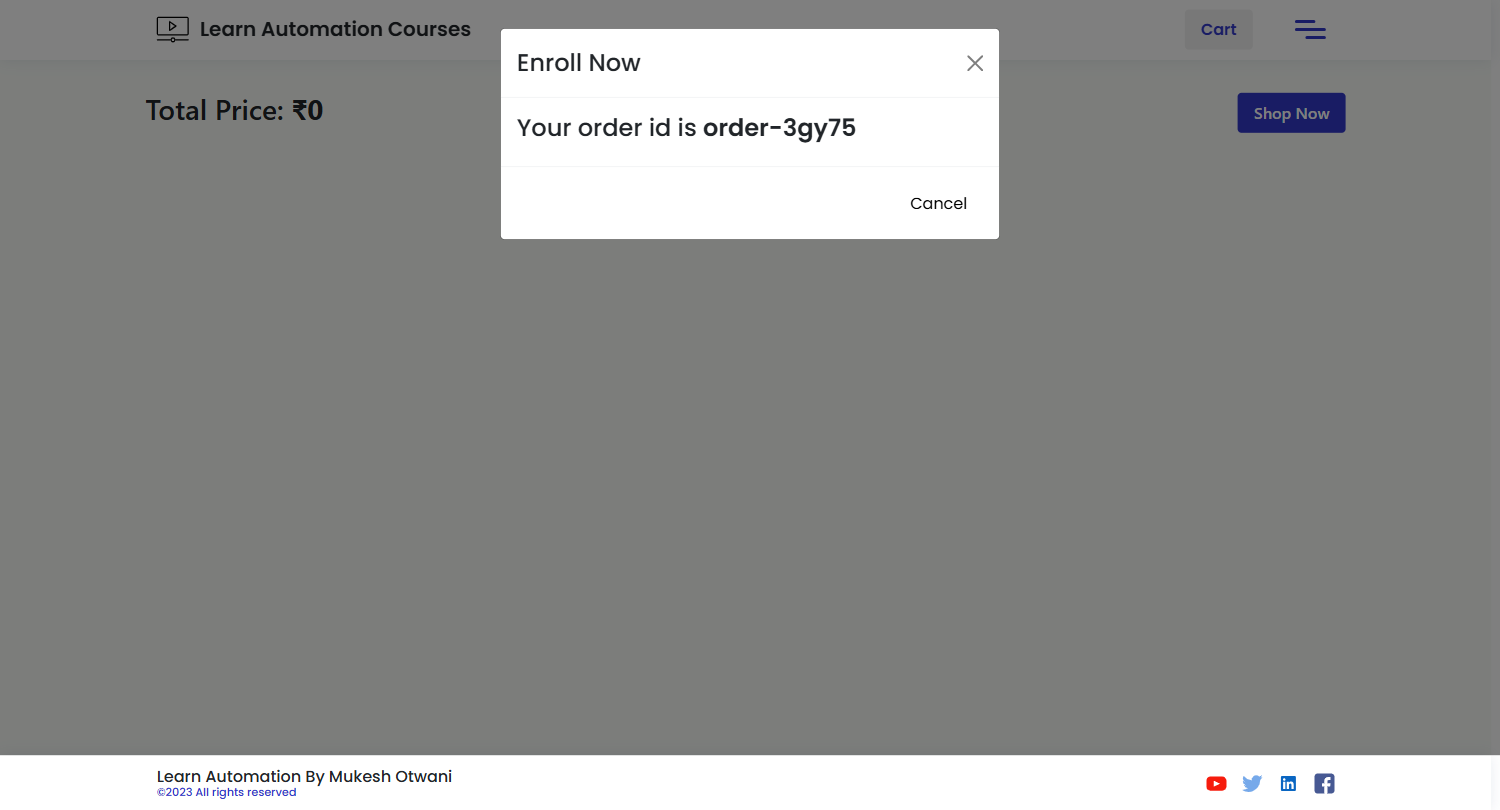 Learn Automation Courses
Cart
Enroll Now
Total Price: ₹0
Shop Now
Your order id is order-3gy75
Cancel
Learn Automation By Mukesh Otwani
©2023 All rights reserved